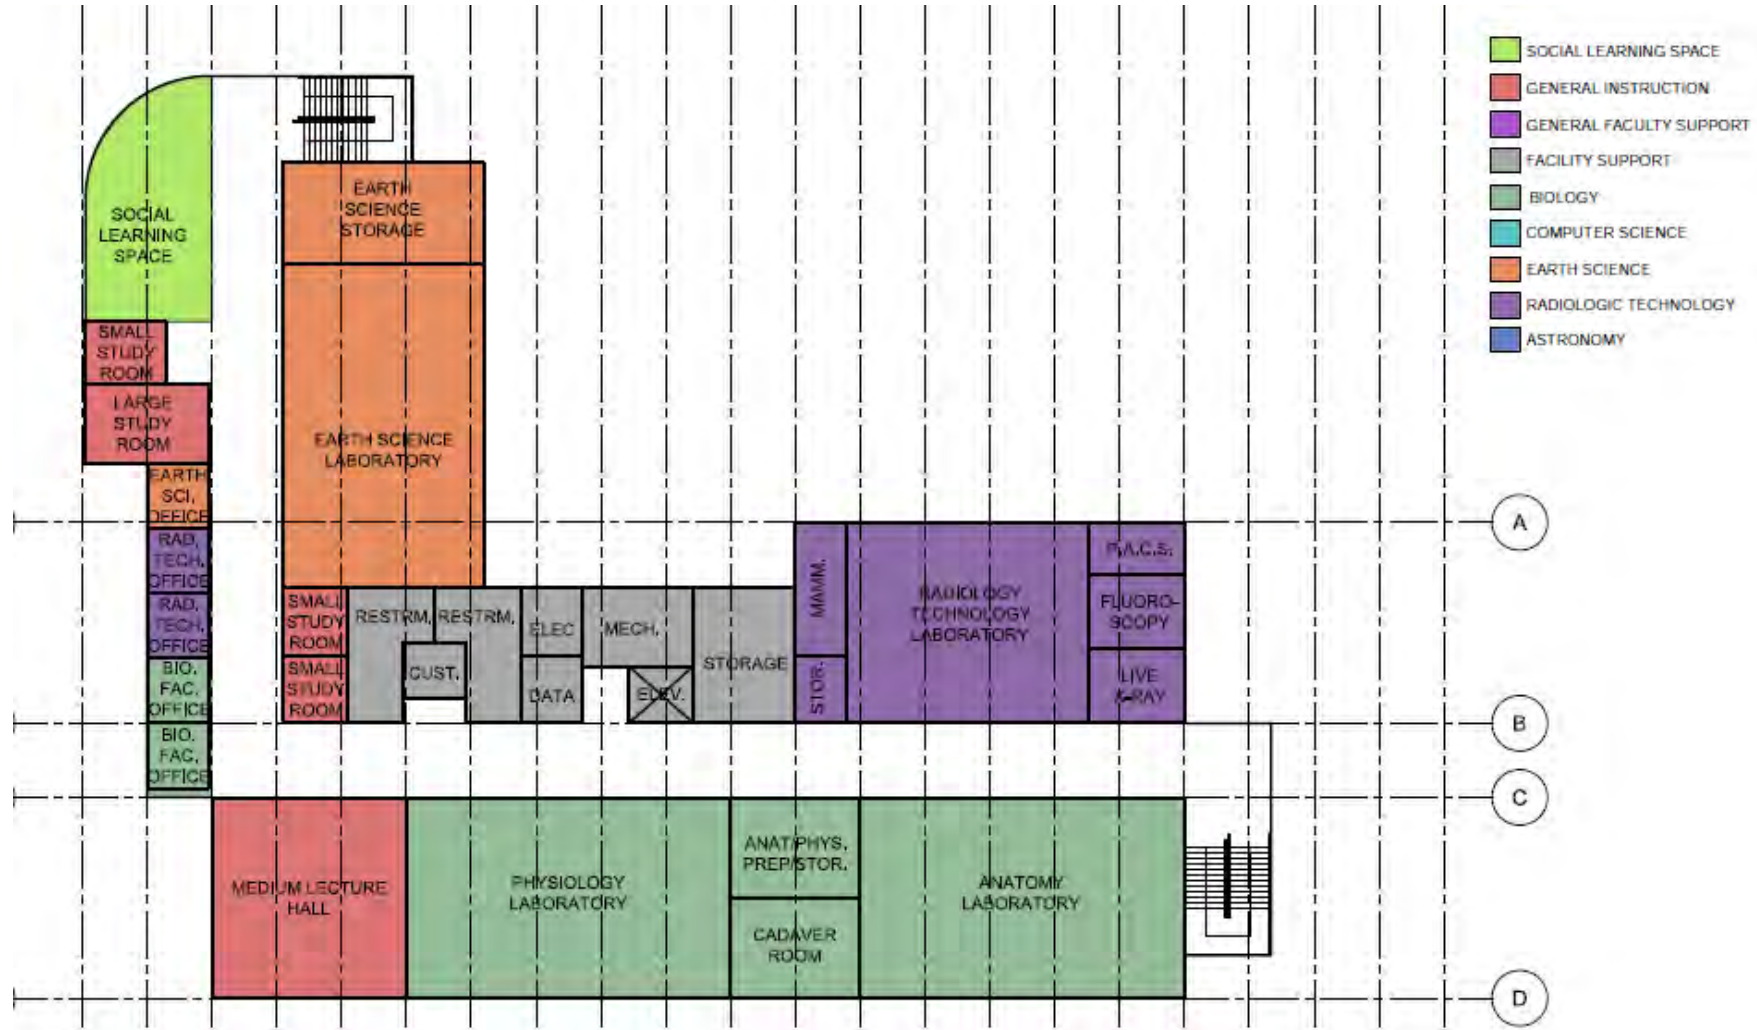 SOCIAL LEARNING SPACE
GENERAL INSTRUCTION
GENERAL FACULTY SUPPORT
FACILITY SUPPORT
BIOLOGY
COMPUTER SCIENCE
EARTH SCIENCE
RADIOLOGIC TECHNOLOGY
ASTRONOMY
EARTH
SCIENCE
STORAGE
SOCIAL
LEARNING
SPACE
SMALL
STUDY
ROOM
LARGE
STUDY
ROOM
EARTH SCIENCE
LABORATORY
EARTH
SCI.
OFFICE
A
RAD.
TECH.
OFFICE
RAD.
TECH.
OFFICE
BIO.
FAC.
OFFICE
BIO.
FAC.
OFFICE
SMALL
STUDY
ROOM
SMALL
STUDY
ROOM
RESTRM.
RESTRM.
CUST.
ELEC
DATA
MECH.
ELEV.
STORAGE
MAMM.
STOR.
RADIOLOGY
TECHNOLOGY
LABORATORY
P.A.C.S.
FLUORO-
SCOPY
LIVE
X-RAY
B
C
MEDIUM LECTURE
HALL
PHYSIOLOGY
LABORATORY
ANAT/PHYS.
PREP/STOR.
CADAVER
ROOM
ANATOMY
LABORATORY
D